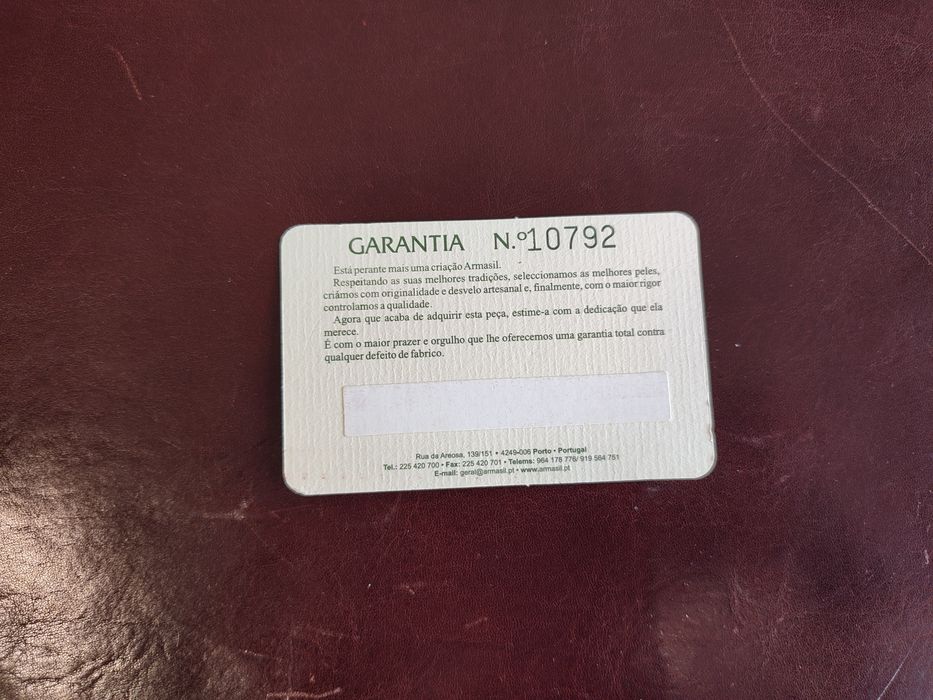 GARANTIA N.º10792
Está perante mais uma criação Armasil.
Respeitando as suas melhores tradições, seleccionamos as melhores peles,
criâmos com originalidade e desvelo artesanal e, finalmente, com o maior rigor
controlamos a qualidade.
Agora que acaba de adquirir esta peça, estime-a com a dedicação que ela
merece.
É com o maior prazer e orgulho que lhe oferecemos uma garantia total contra
qualquer defeito de fabrico.
Rua da Areosa, 139/151 • 4249-006 Porto • Portugal
Tel.: 225 420 700 • Fax: 225 420 701 • Telems: 964 178 776/ 919 564 751
E-mail: geral@armasil.pt • www.armasil.pt